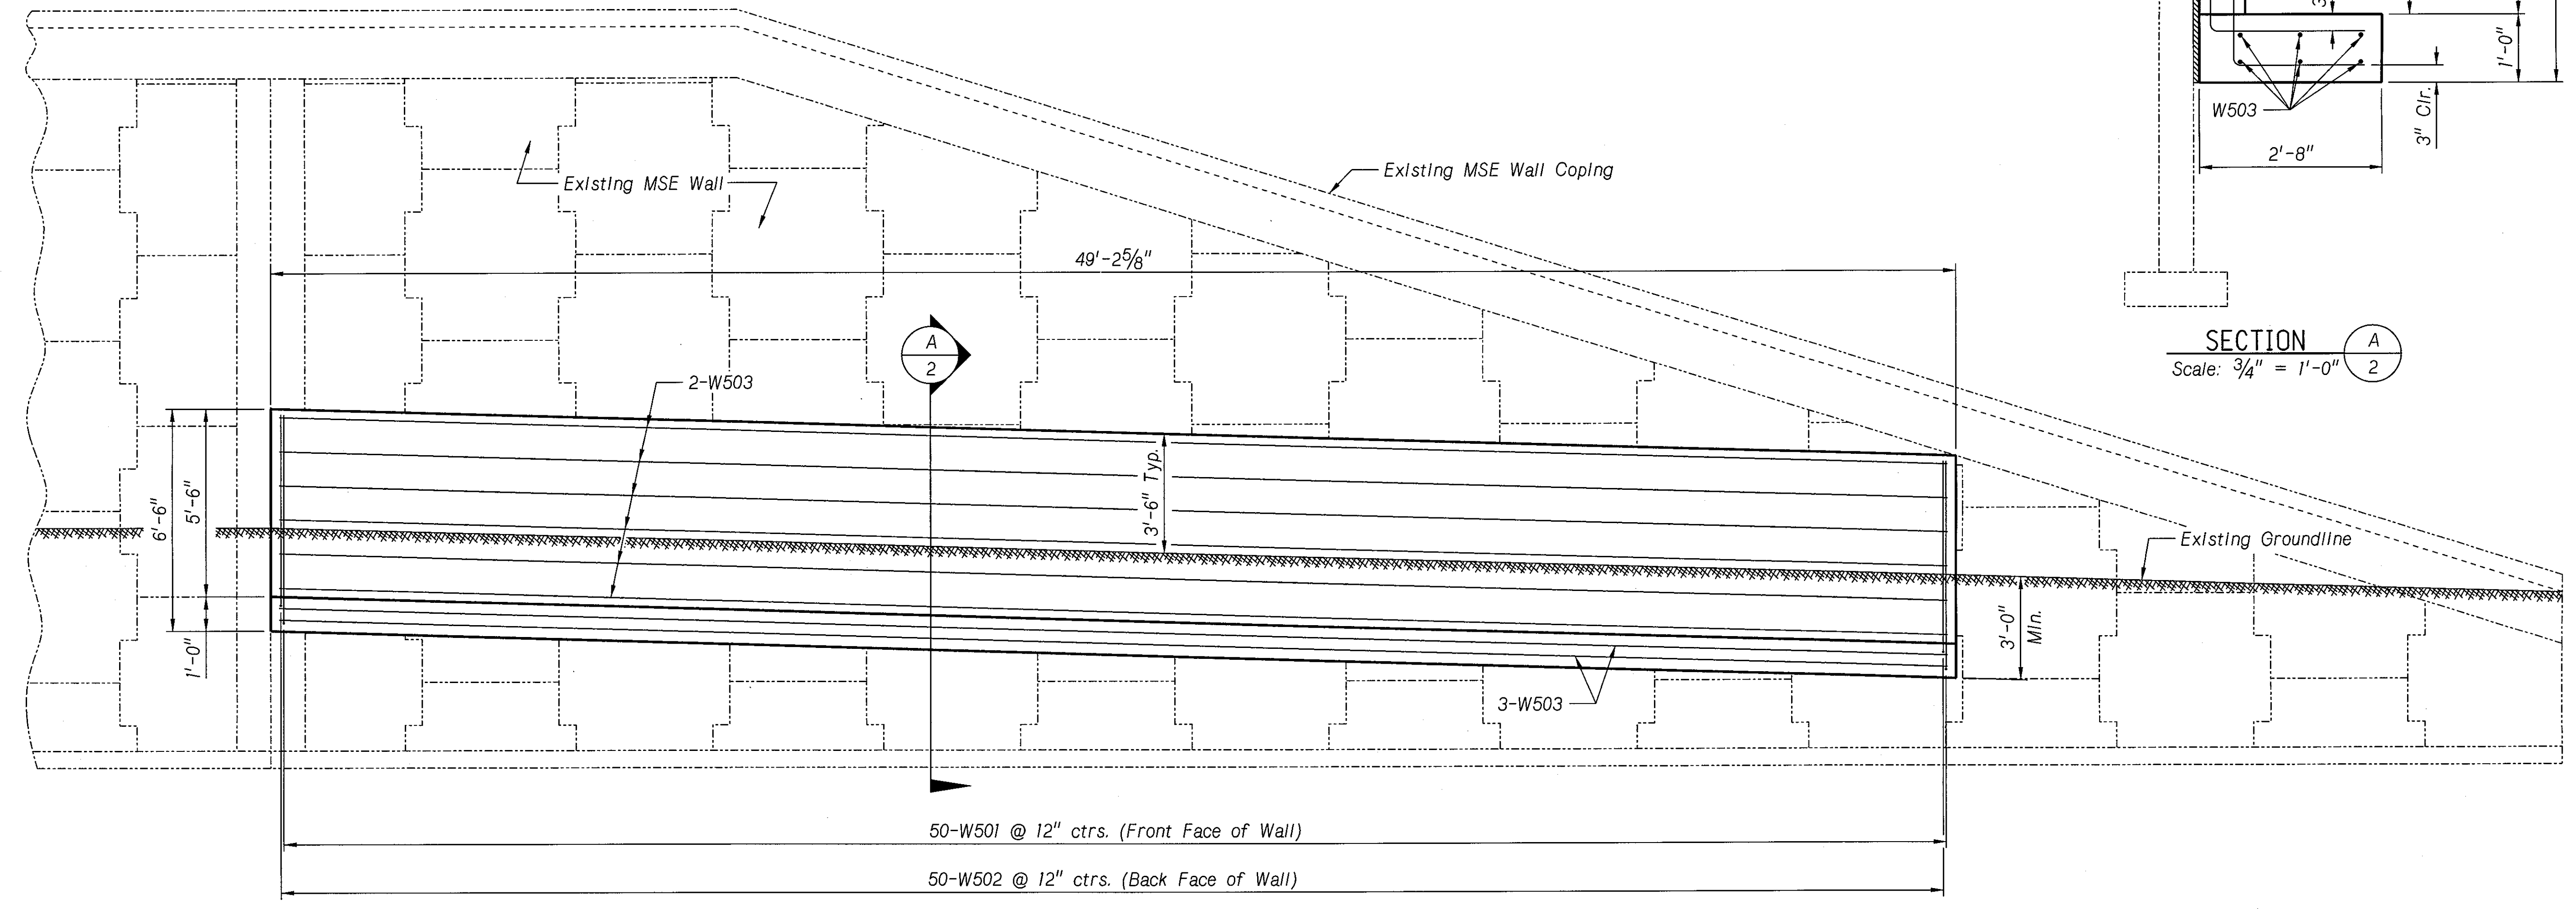 3"
1'-0"
W503
3" Clr.
2'-8"
Existing MSE Wall Coping
Existing MSE Wall
49'-2⅝"
A
2
SECTION
A
2
Scale: ¾" = 1'-0"
2-W503
3'-6" Typ.
6'-6"
5'-6"
1'-0"
Existing Groundline
3'-0"
Min.
3-W503
50-W501 @ 12" ctrs. (Front Face of Wall)
50-W502 @ 12" ctrs. (Back Face of Wall)